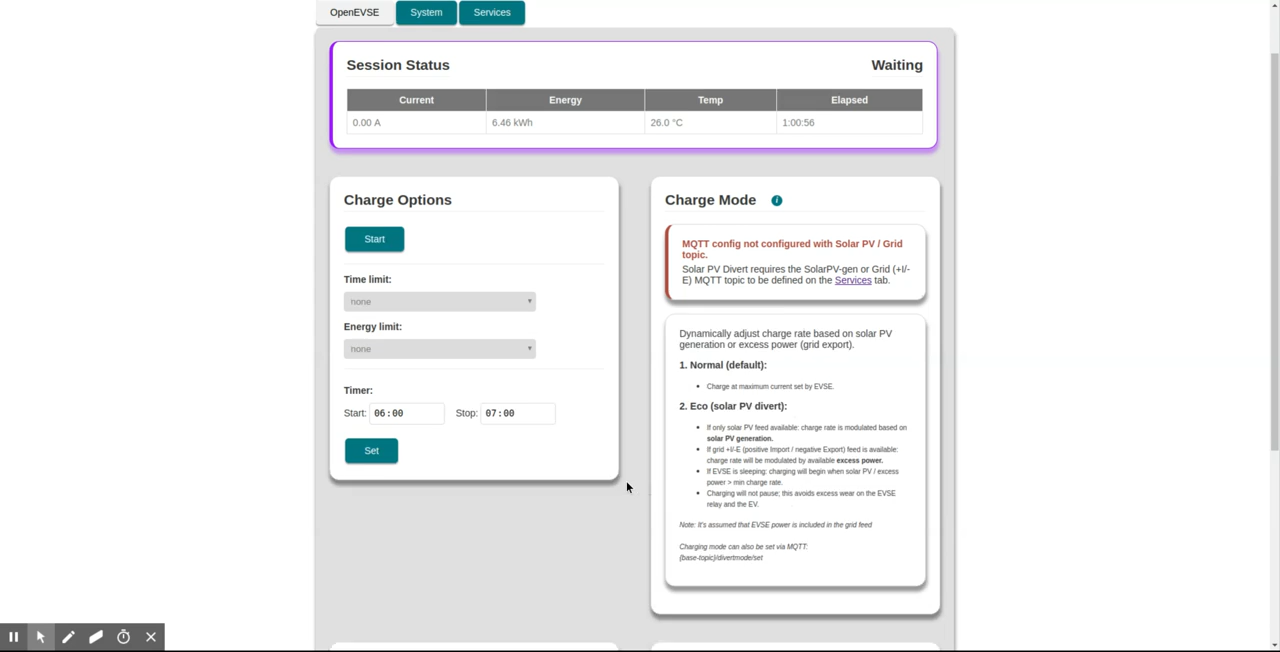 OpenEVSE System Services
Session Status Waiting
Current Energy Temp Elapsed
0.00 A 6.46 kWh 26.0 °C 1:00:56
Charge Options
Start
Time limit:
none
Energy limit:
none
Timer:
Start: 06:00 Stop: 07:00
Set
Charge Mode i
MQTT config not configured with Solar PV / Grid
topic.
Solar PV Divert requires the SolarPV-gen or Grid (+I/-
E) MQTT topic to be defined on the Services tab.
Dynamically adjust charge rate based on solar PV
generation or excess power (grid export).
1. Normal (default):
• Charge at maximum current set by EVSE.
2. Eco (solar PV divert):
• If only solar PV feed available: charge rate is modulated based on
solar PV generation.
• If grid +I/-E (positive Import / negative Export) feed is available:
charge rate will be modulated by available excess power.
• If EVSE is sleeping: charging will begin when solar PV / excess
power > min charge rate.
• Charging will not pause; this avoids excess wear on the EVSE
relay and the EV.
Note: It's assumed that EVSE power is included in the grid feed
Charging mode can also be set via MQTT:
{base-topic}/divertmode/set